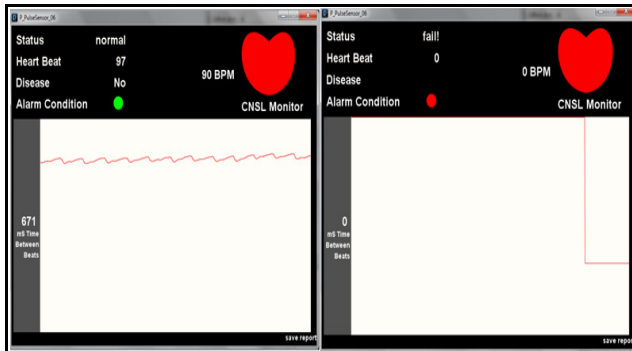 P_PulseSensor_06
Status normal
Heart Beat 97
90 BPM
Disease No
Alarm Condition
CNSL Monitor
671
mS Time
Between
Beats
save report
P_PulseSensor_06
Status fall!
Heart Beat 0
0 BPM
Disease
Alarm Condition
CNSL Monitor
0
mS Time
Between
Beats
save report